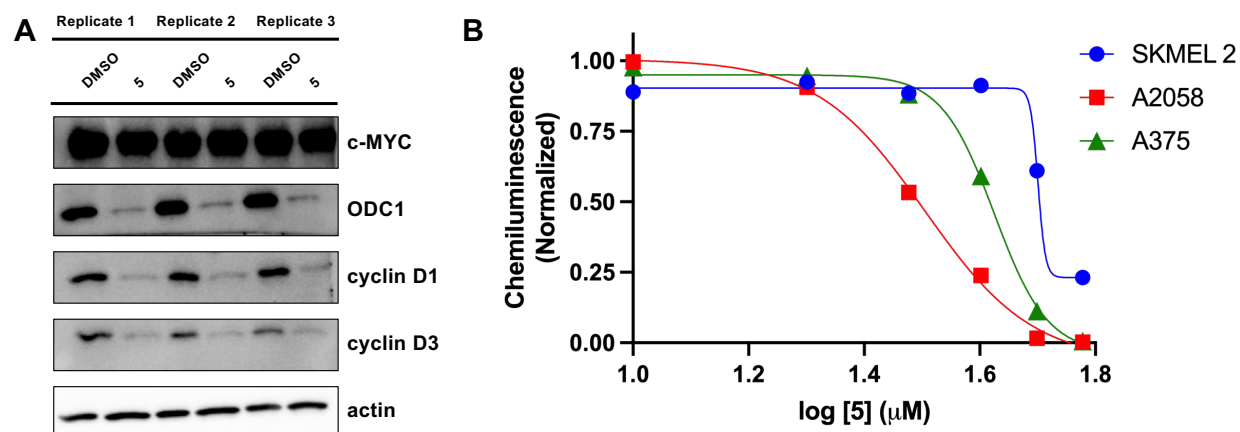 A
Replicate 1 Replicate 2 Replicate 3
DMSO 5 DMSO 5 DMSO 5
c-MYC
ODC1
cyclin D1
cyclin D3
actin
B
Chemiluminescence
(Normalized)
1.00
0.75
0.50
0.25
0.00
1.0 1.2 1.4 1.6 1.8
log [5] (μM)
SKMEL 2
A2058
A375